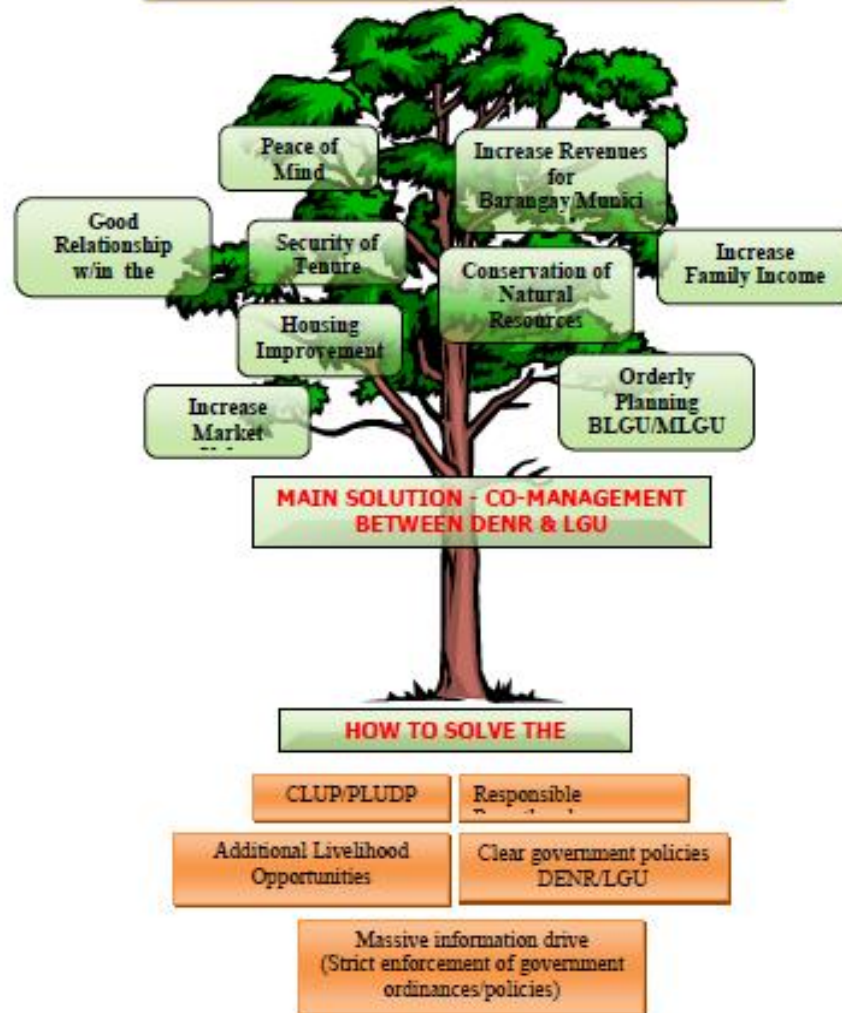 Peace of
Mind
Increase Revenues
for
Barangay Munici
Good
Relationship
w/in the
Security of
Tenure
Increase
Family Income
Conservation of
Natural
Resources
Housing
Improvement
Orderly
Planning
BLGU/MLGU
Increase
Market
MAIN SOLUTION - CO-MANAGEMENT
BETWEEN DENR & LGU
HOW TO SOLVE THE
CLUP/PLUDP
Responsible
Additional Livelihood
Opportunities
Clear government policies
DENR/LGU
Massive information drive
(Strict enforcement of government
ordinances/policies)